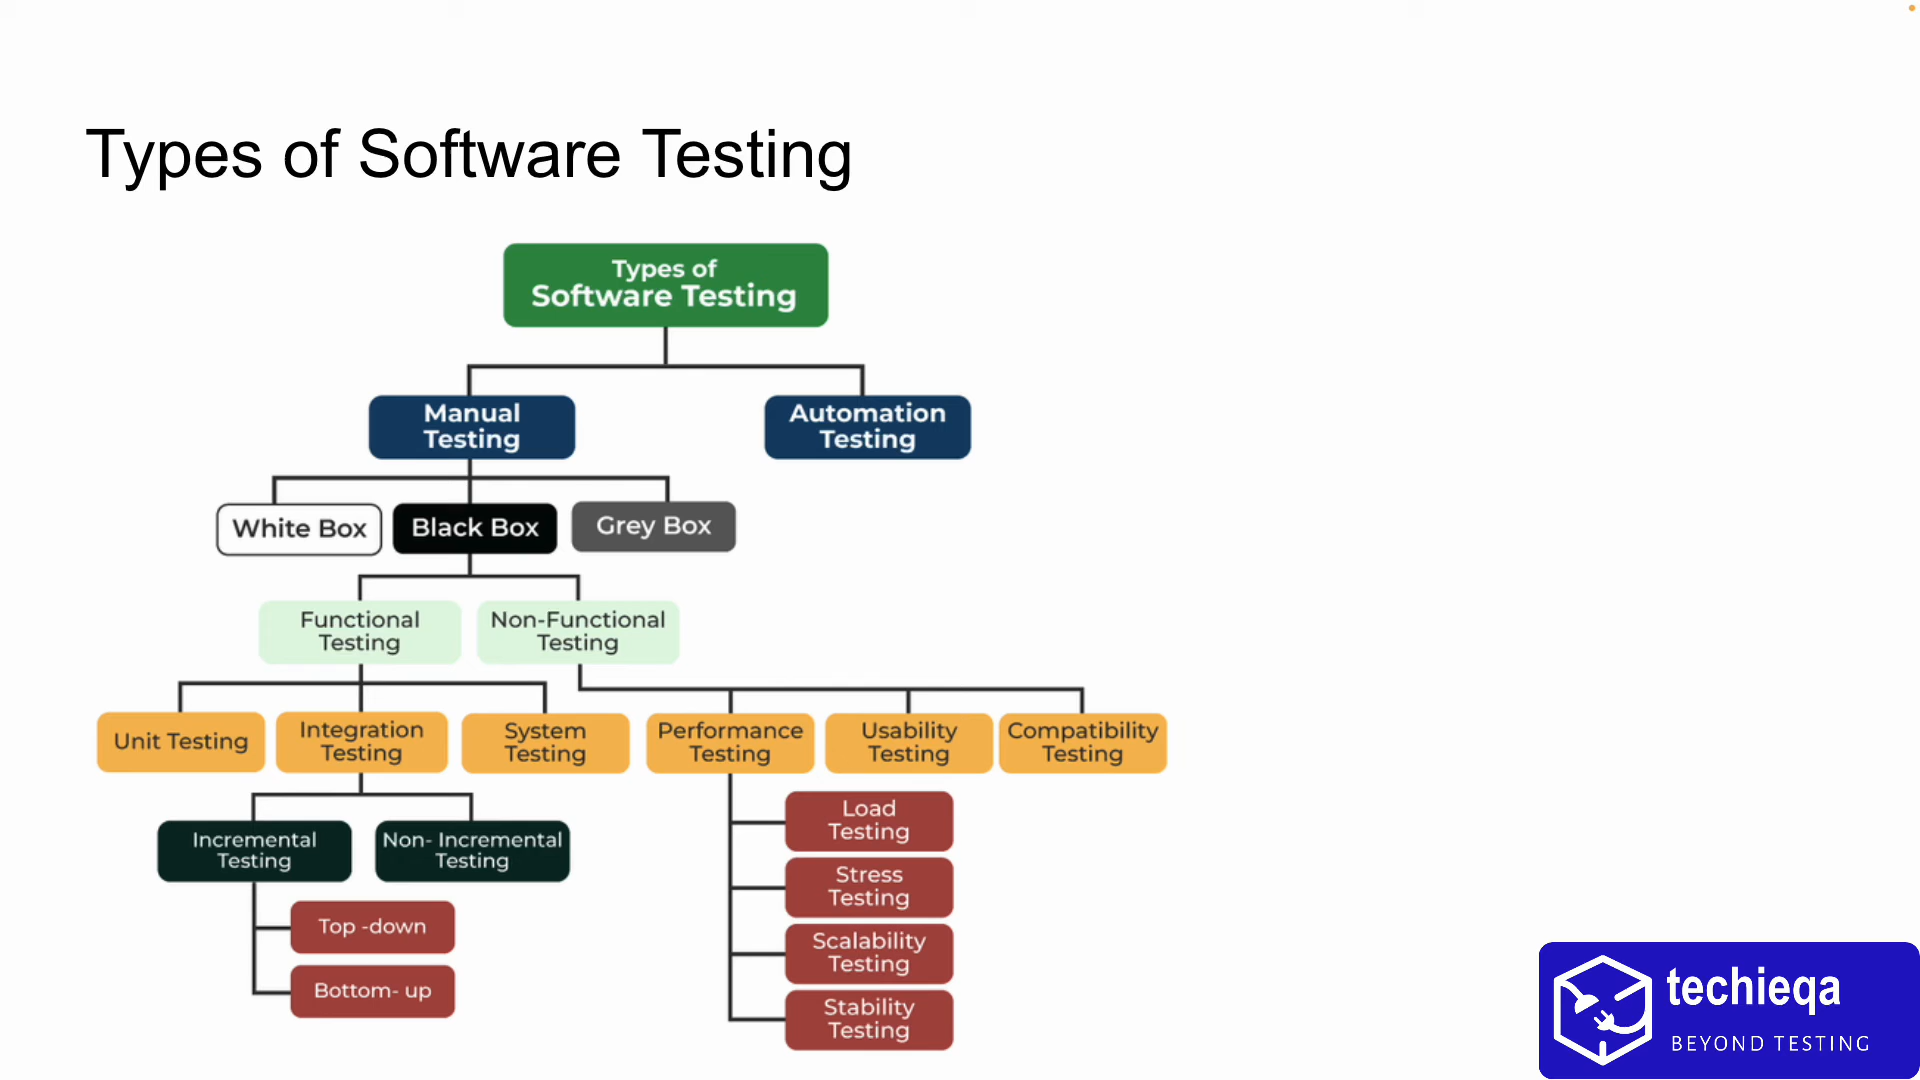 Types of Software Testing
Types of
Software Testing
Manual
Testing
Automation
Testing
White Box
Black Box
Grey Box
Functional
Testing
Non-Functional
Testing
Unit Testing
Integration
Testing
System
Testing
Performance
Testing
Usability
Testing
Compatibility
Testing
Incremental
Testing
Non- Incremental
Testing
Top -down
Bottom- up
Load
Testing
Stress
Testing
Scalability
Testing
Stability
Testing
techieqa
BEYOND TESTING